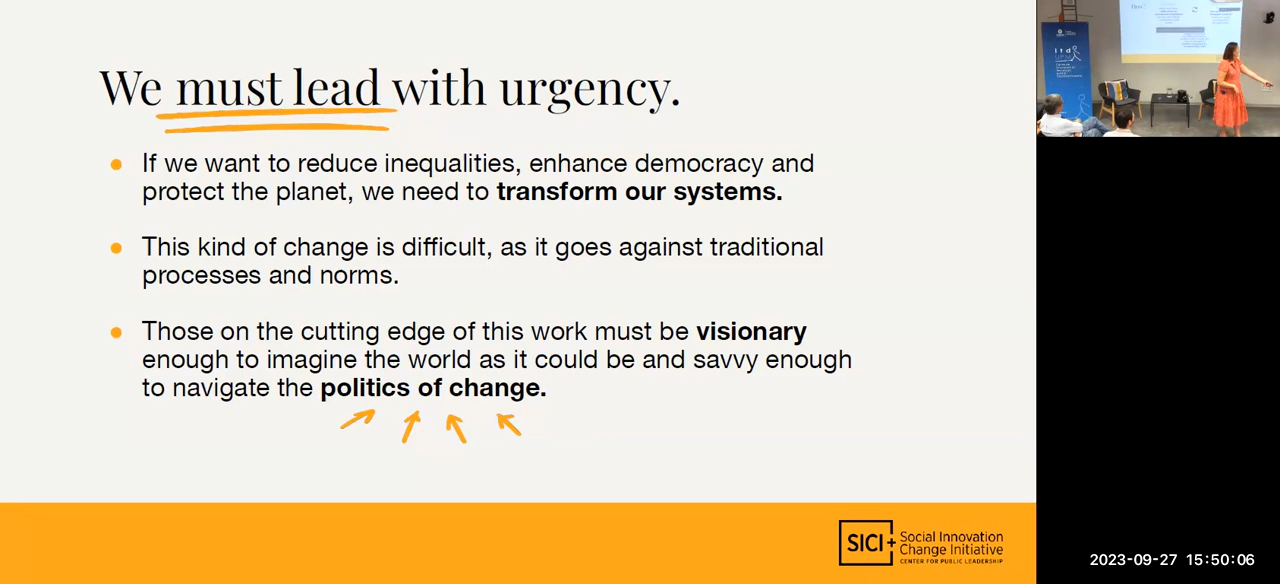 We must lead with urgency.
If we want to reduce inequalities, enhance democracy and
protect the planet, we need to transform our systems.
This kind of change is difficult, as it goes against traditional
processes and norms.
Those on the cutting edge of this work must be visionary
enough to imagine the world as it could be and savvy enough
to navigate the politics of change.
SICI+ Social Innovation
Change Initiative
CENTER FOR PUBLIC LEADERSHIP
itd
UPM
2023-09-27 15:50:06